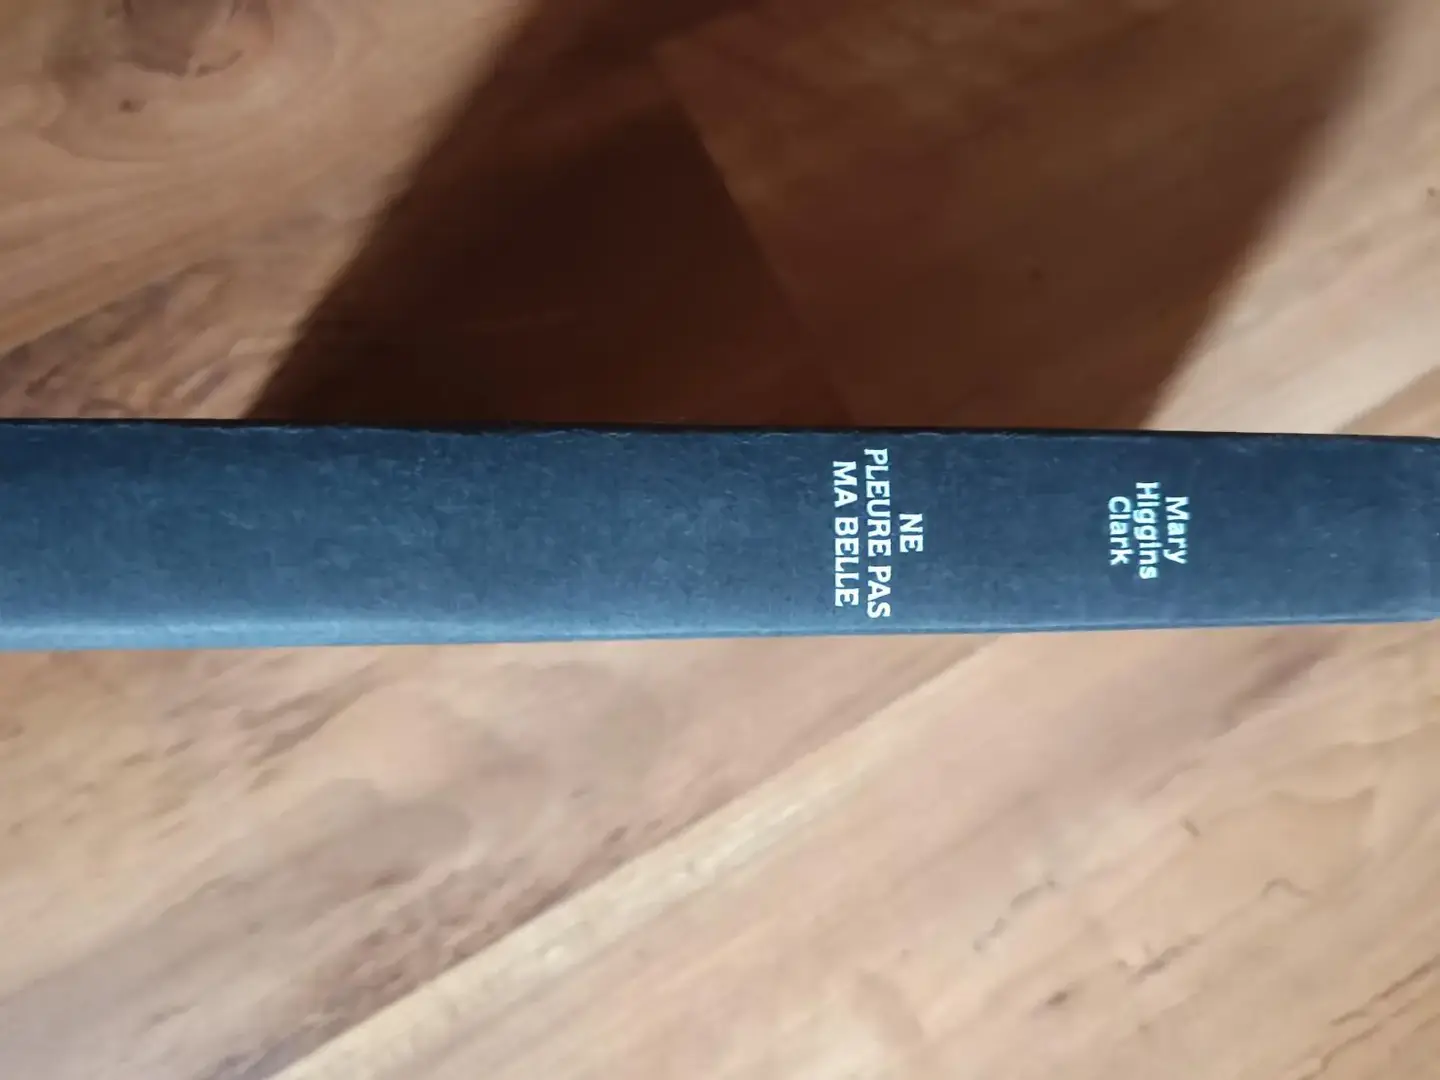 Mary
Higgins
Clark
NE
PLEURE PAS
MA BELLE